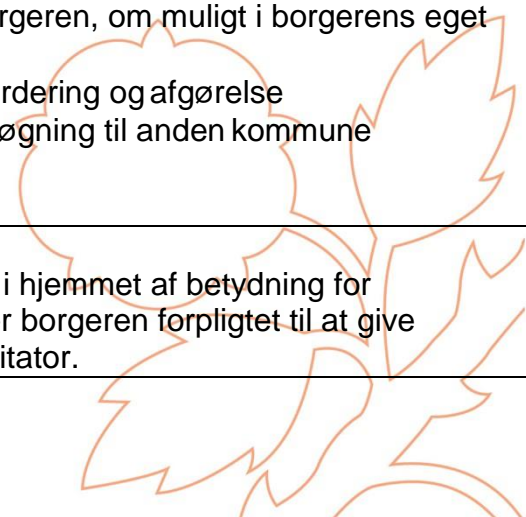 rgeren, om muligt i borgerens eget
rdering og afgørelse
øgning til anden kommune
i hjemmet af betydning for
r borgeren forpligtet til at give
itator.